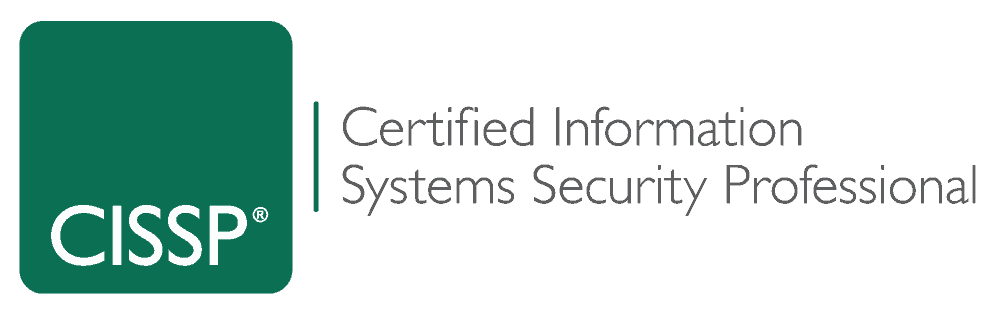 CISSP®
Certified Information
Systems Security Professional